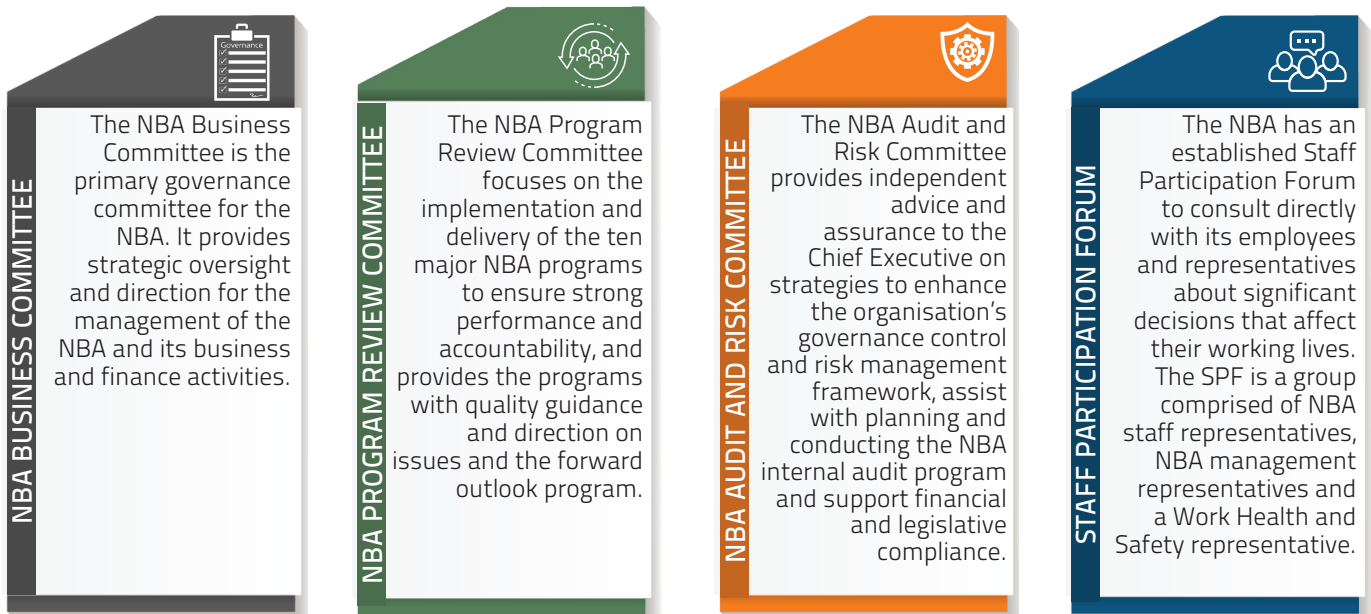 Governance
NBA BUSINESS COMMITTEE
The NBA Business
Committee is the
primary governance
committee for the
NBA. It provides
strategic oversight
and direction for the
management of the
NBA and its business
and finance activities.
NBA PROGRAM REVIEW COMMITTEE
The NBA Program
Review Committee
focuses on the
implementation and
delivery of the ten
major NBA programs
to ensure strong
performance and
accountability, and
provides the programs
with quality guidance
and direction on
issues and the forward
outlook program.
NBA AUDIT AND RISK COMMITTEE
The NBA Audit and
Risk Committee
provides independent
advice and
assurance to the
Chief Executive on
strategies to enhance
the organisation’s
governance control
and risk management
framework, assist
with planning and
conducting the NBA
internal audit program
and support financial
and legislative
compliance.
STAFF PARTICIPATION FORUM
The NBA has an
established Staff
Participation Forum
to consult directly
with its employees
and representatives
about significant
decisions that affect
their working lives.
The SPF is a group
comprised of NBA
staff representatives,
NBA management
representatives and
a Work Health and
Safety representative.